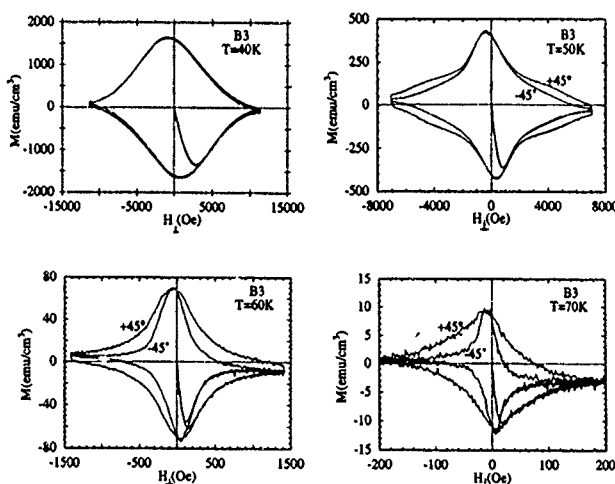 B3
T=40K
2000
1000
0
-1000
-2000
M(emu/cm³)
-15000 -5000 5000 15000
H⊥(Oe)
B3
T=50K
500
250
0
-250
-500
M(emu/cm³)
+45°
-45°
-8000 -4000 0 4000 8000
H⊥(Oe)
B3
T=60K
80
40
0
-40
-80
M(emu/cm³)
+45°
-45°
-1500 -500 500 1500
H⊥(Oe)
B3
T=70K
15
10
5
0
-5
-10
-15
M(emu/cm³)
+45°
-45°
-200 -100 0 100 200
H⊥(Oe)